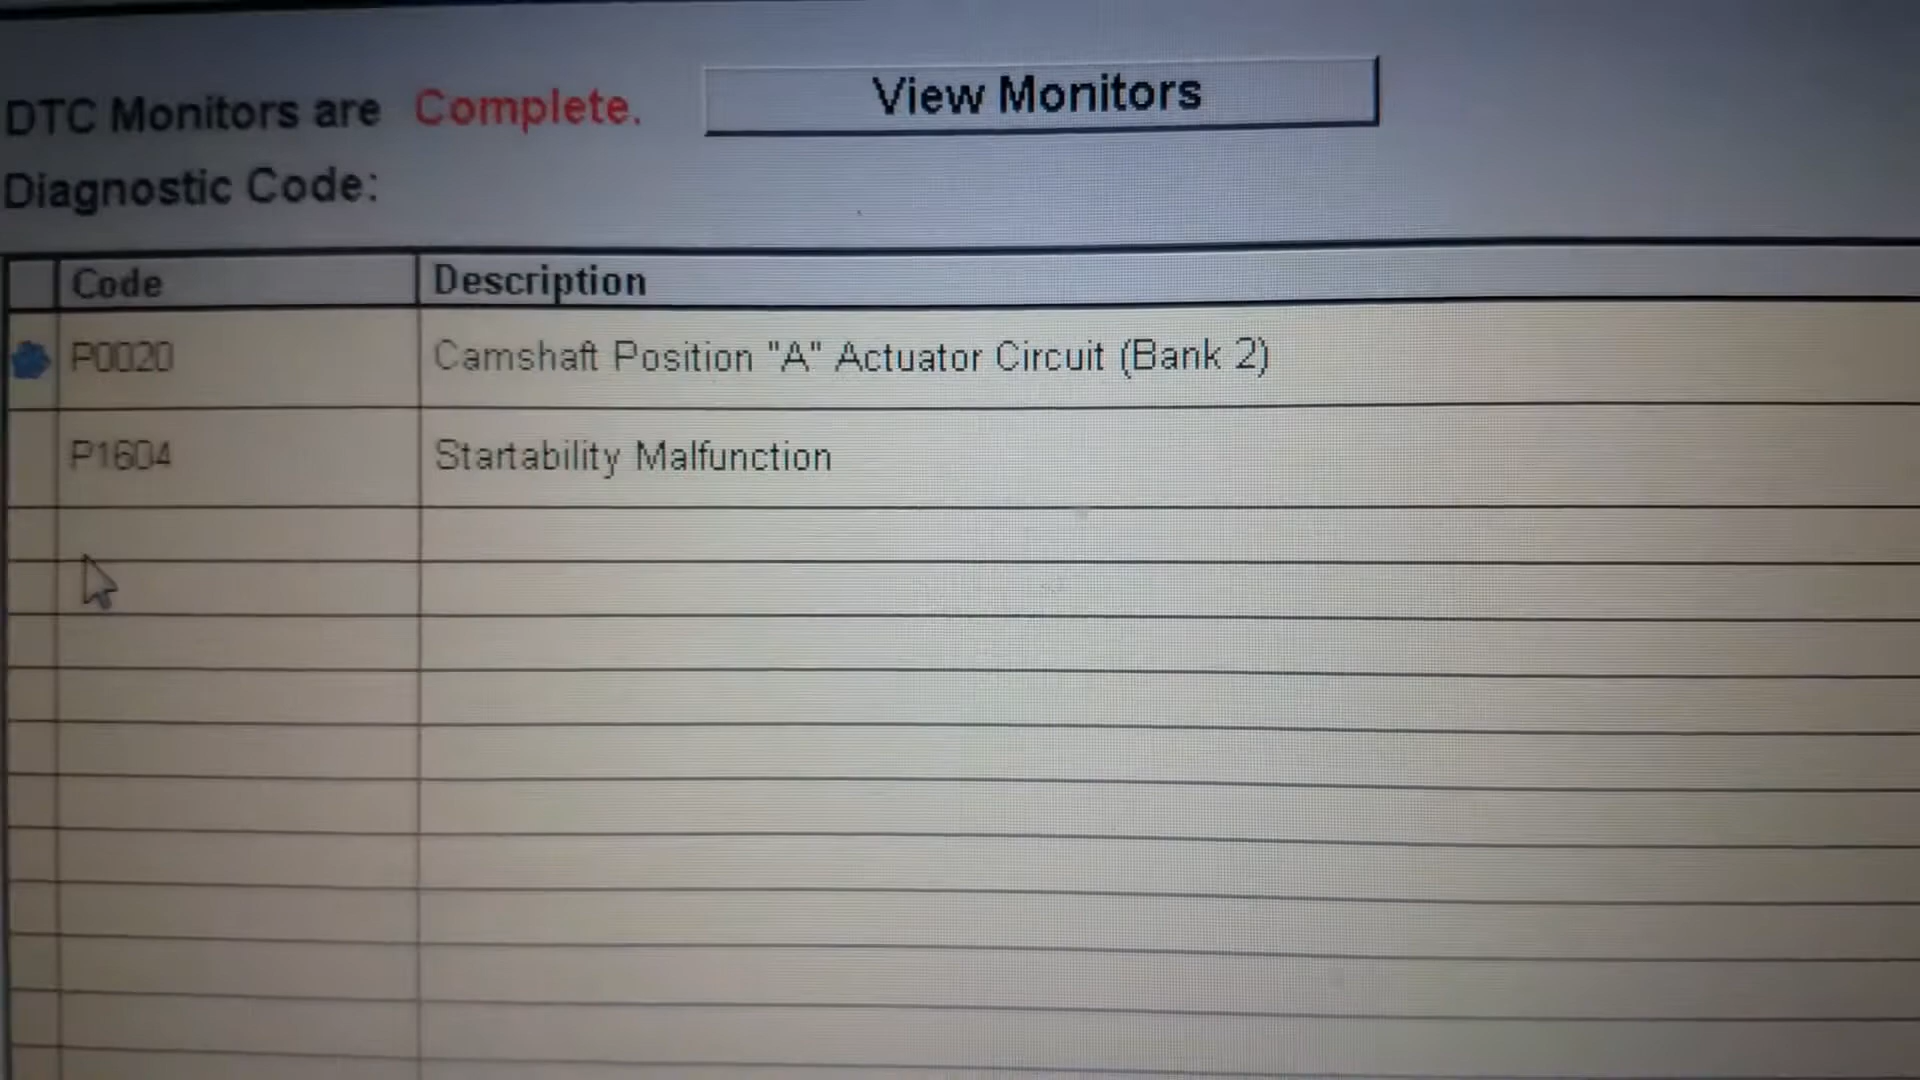 DTC Monitors are Complete. View Monitors
Diagnostic Code:
Code Description
P0020 Camshaft Position "A" Actuator Circuit (Bank 2)
P1604 Startability Malfunction